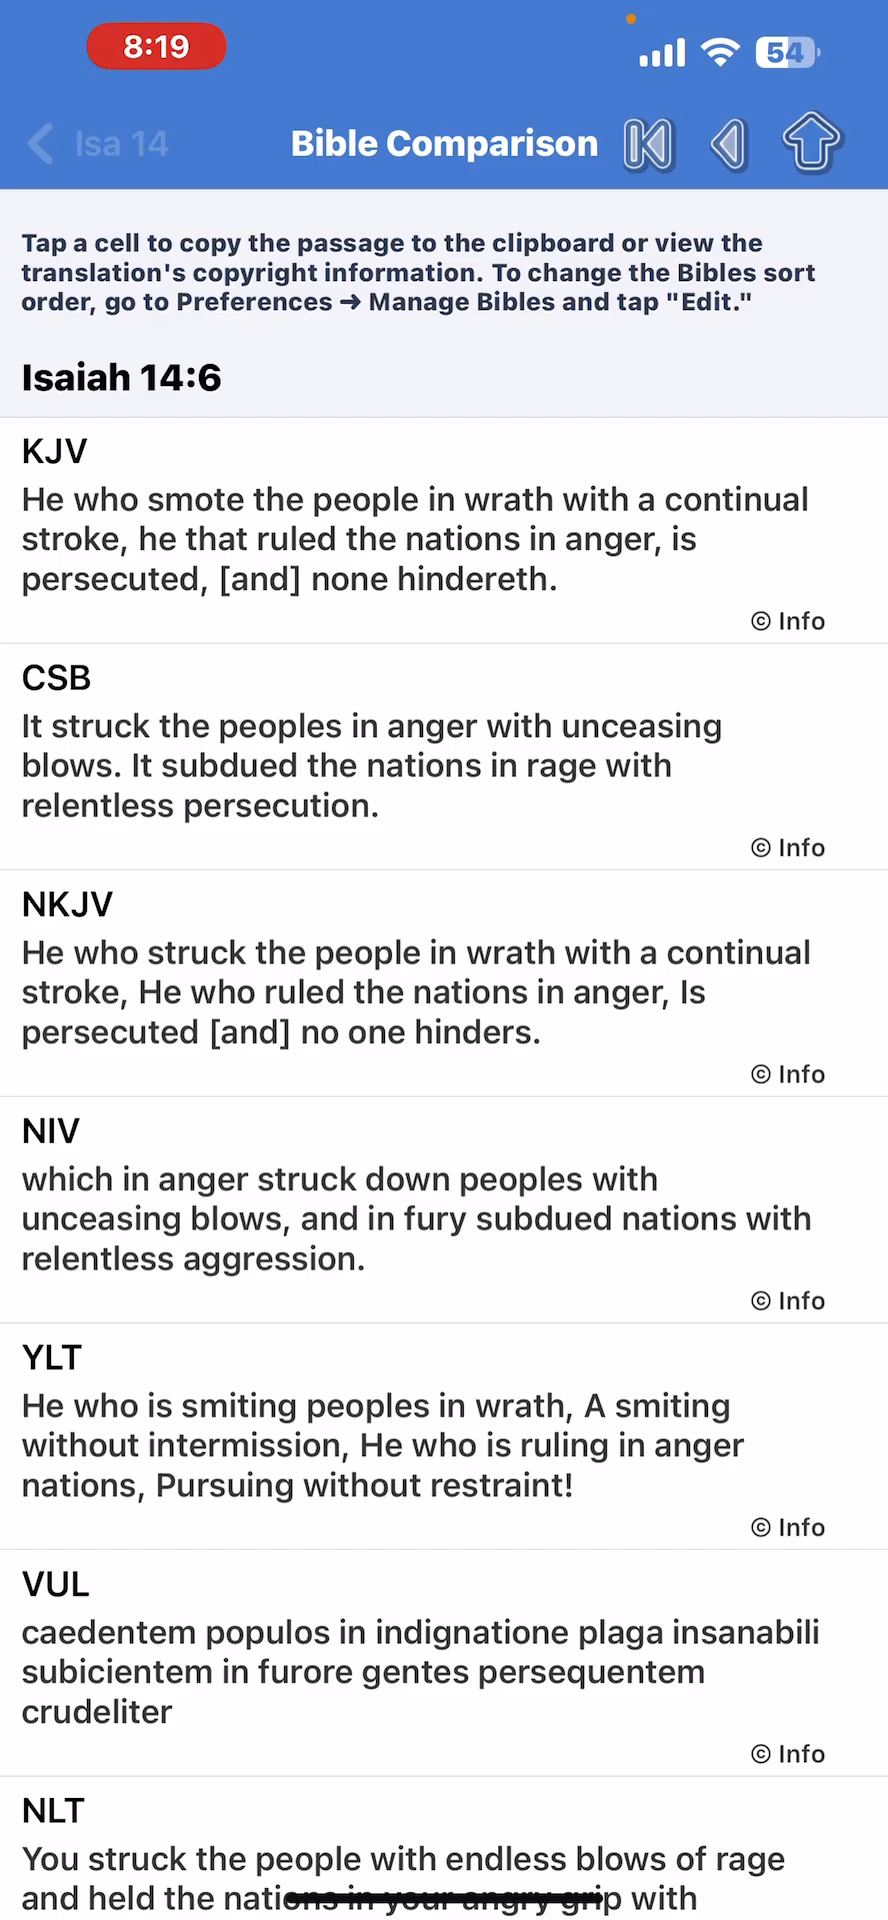 8:19
54
Isa 14
Bible Comparison
Tap a cell to copy the passage to the clipboard or view the
translation's copyright information. To change the Bibles sort
order, go to Preferences ➜ Manage Bibles and tap "Edit."
Isaiah 14:6
KJV
He who smote the people in wrath with a continual
stroke, he that ruled the nations in anger, is
persecuted, [and] none hindereth.
© Info
CSB
It struck the peoples in anger with unceasing
blows. It subdued the nations in rage with
relentless persecution.
© Info
NKJV
He who struck the people in wrath with a continual
stroke, He who ruled the nations in anger, Is
persecuted [and] no one hinders.
© Info
NIV
which in anger struck down peoples with
unceasing blows, and in fury subdued nations with
relentless aggression.
© Info
YLT
He who is smiting peoples in wrath, A smiting
without intermission, He who is ruling in anger
nations, Pursuing without restraint!
© Info
VUL
caedentem populos in indignatione plaga insanabili
subicientem in furore gentes persequentem
crudeliter
© Info
NLT
You struck the people with endless blows of rage
and held the nations in your angry grip with